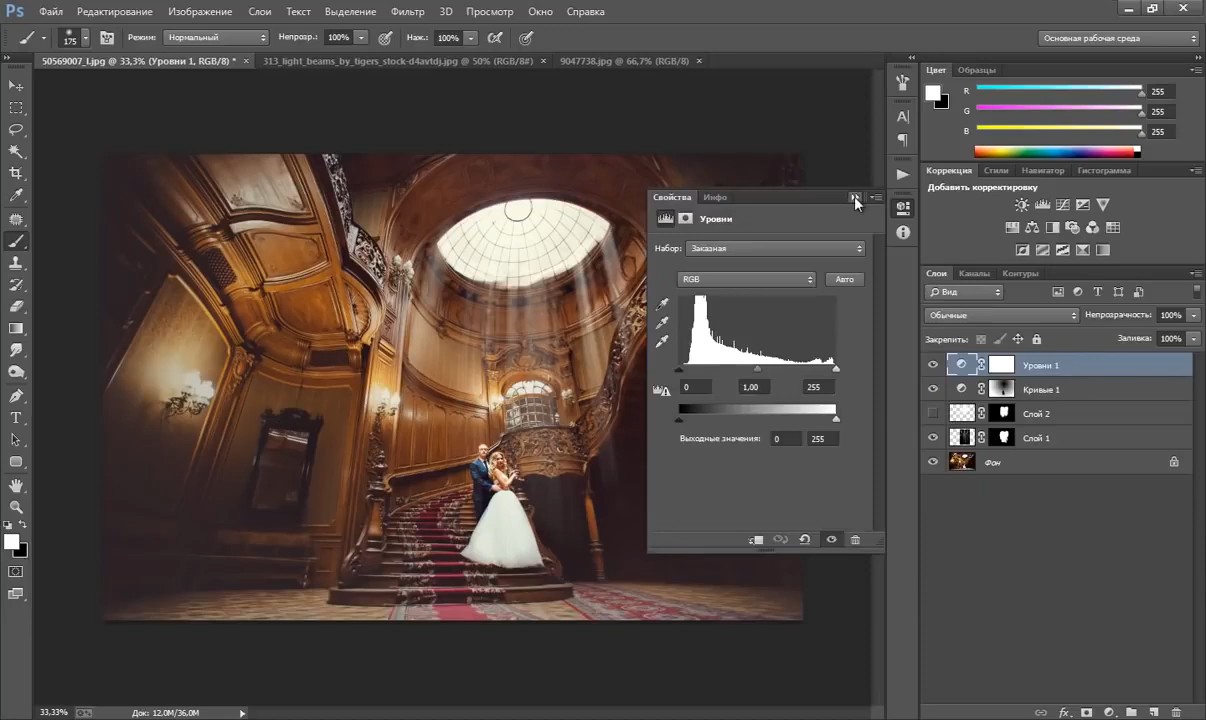 Ps Файл Редактирование Изображение Слои Текст Выделение Фильтр 3D Просмотр Окно Справка
175 Режим: Нормальный Непрозр.: 100% Наж.: 100% Основная рабочая среда
50569007_l.jpg @ 33,3% (Уровни 1, RGB/8) * × 313_light_beams_by_tigers_stock-d4avtdj.jpg @ 50% (RGB/8#) × 9047738.jpg @ 66,7% (RGB/8) ×
Цвет Образцы
R 255
G 255
B 255
Коррекция Стили Навигатор Гистограмма
Добавить корректировку
Свойства Инфо
Уровни
Набор: Заказная
RGB Авто
0 1,00 255
Выходные значения: 0 255
Слои Каналы Контуры
Вид
Обычные Непрозрачность: 100%
Закрепить: Заливка: 100%
Уровни 1
Кривые 1
Слой 2
Слой 1
Фон
33,33% Док: 12,0M/36,0M
fx